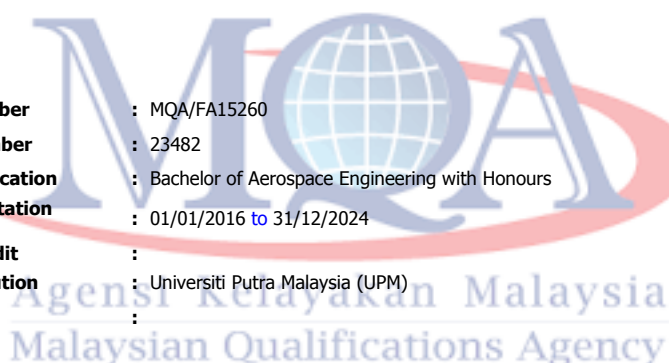 MQA
ber : MQA/FA15260
ber : 23482
cation : Bachelor of Aerospace Engineering with Honours
tation : 01/01/2016 to 31/12/2024
dit :
tion : Universiti Putra Malaysia (UPM)
Agensi Kelayakan Malaysia
:
Malaysian Qualifications Agency